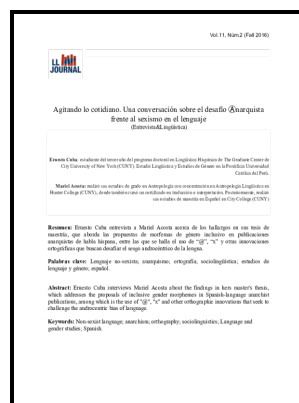 Vol.11, Núm.2 (Fall 2016)
LL
JOURNAL
Agitando lo cotidiano. Una conversación sobre el desafío Ⓐnarquista
frente al sexismo en el lenguaje
(Entrevista&Lingüística)
Ernesto Cuba: estudiante del tercer año del programa doctoral en Lingüística Hispánica de The Graduate Center de
City University of New York (CUNY). Estudió Lingüística y Estudios de Género en la Pontificia Universidad
Católica del Perú.
Mariel Acosta: realizó sus estudios de grado en Antropología con concentración en Antropología Lingüística en
Hunter College (CUNY), donde también cursó un certificado en traducción e interpretación. Posteriormente, realizó
sus estudios de maestría en Español en City College (CUNY)
Resumen: Ernesto Cuba entrevista a Mariel Acosta acerca de los hallazgos en sus tesis de
maestría, que aborda las propuestas de morfemas de género inclusivo en publicaciones
anarquistas de habla hispana, entre los que se halla el uso de "@", "x" y otras innovaciones
ortográficas que buscan desafiar el sesgo androcéntrico de la lengua.
Palabras clave: Lenguaje no-sexista; anarquismo; ortografía, sociolingüística; estudios de
lenguaje y género; español.
Abstract: Ernesto Cuba interviews Mariel Acosta about the findings in hers master's thesis,
which addresses the proposals of inclusive gender morphemes in Spanish-language anarchist
publications, among which is the use of "@", "x" and other orthographic innovations that seek to
challenge the androcentric bias of language.
Keywords: Non-sexist language; anarchism; orthography; sociolinguistics; Language and
gender studies; Spanish.